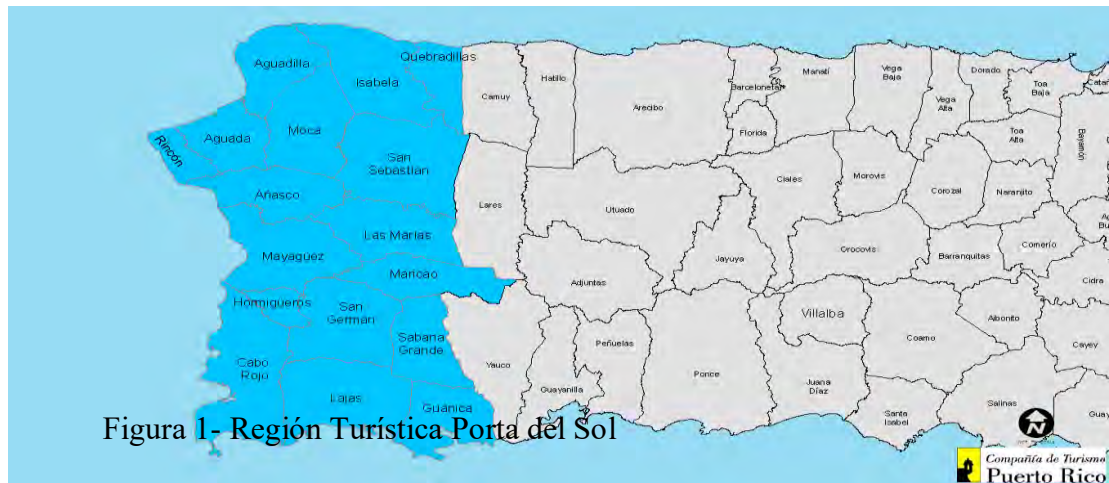 Quebradillas
Aguadilla
Isabela
Camuy
Hatillo
Arecibo
Barceloneta
Manatí
Vega
Baja
Vega
Alta
Dorado
Toa
Baja
Florida
Toa
Alta
Bayamón
Rincón
Aguada
Moca
San
Sebastián
Lares
Utuado
Ciales
Morovis
Corozal
Naranjito
Añasco
Las Marías
Mayagüez
Maricao
Adjuntas
Jayuya
Orocovis
Barranquitas
Comerío
Cidra
Hormigueros
San
Germán
Sabana
Grande
Yauco
Peñuelas
Guayanilla
Ponce
Villalba
Juana
Díaz
Coamo
Aibonito
Cayey
Cabo
Rojo
Lajas
Guánica
Santa
Isabel
Salinas
Figura 1- Región Turística Porta del Sol
N
Compañía de Turismo
Puerto Rico